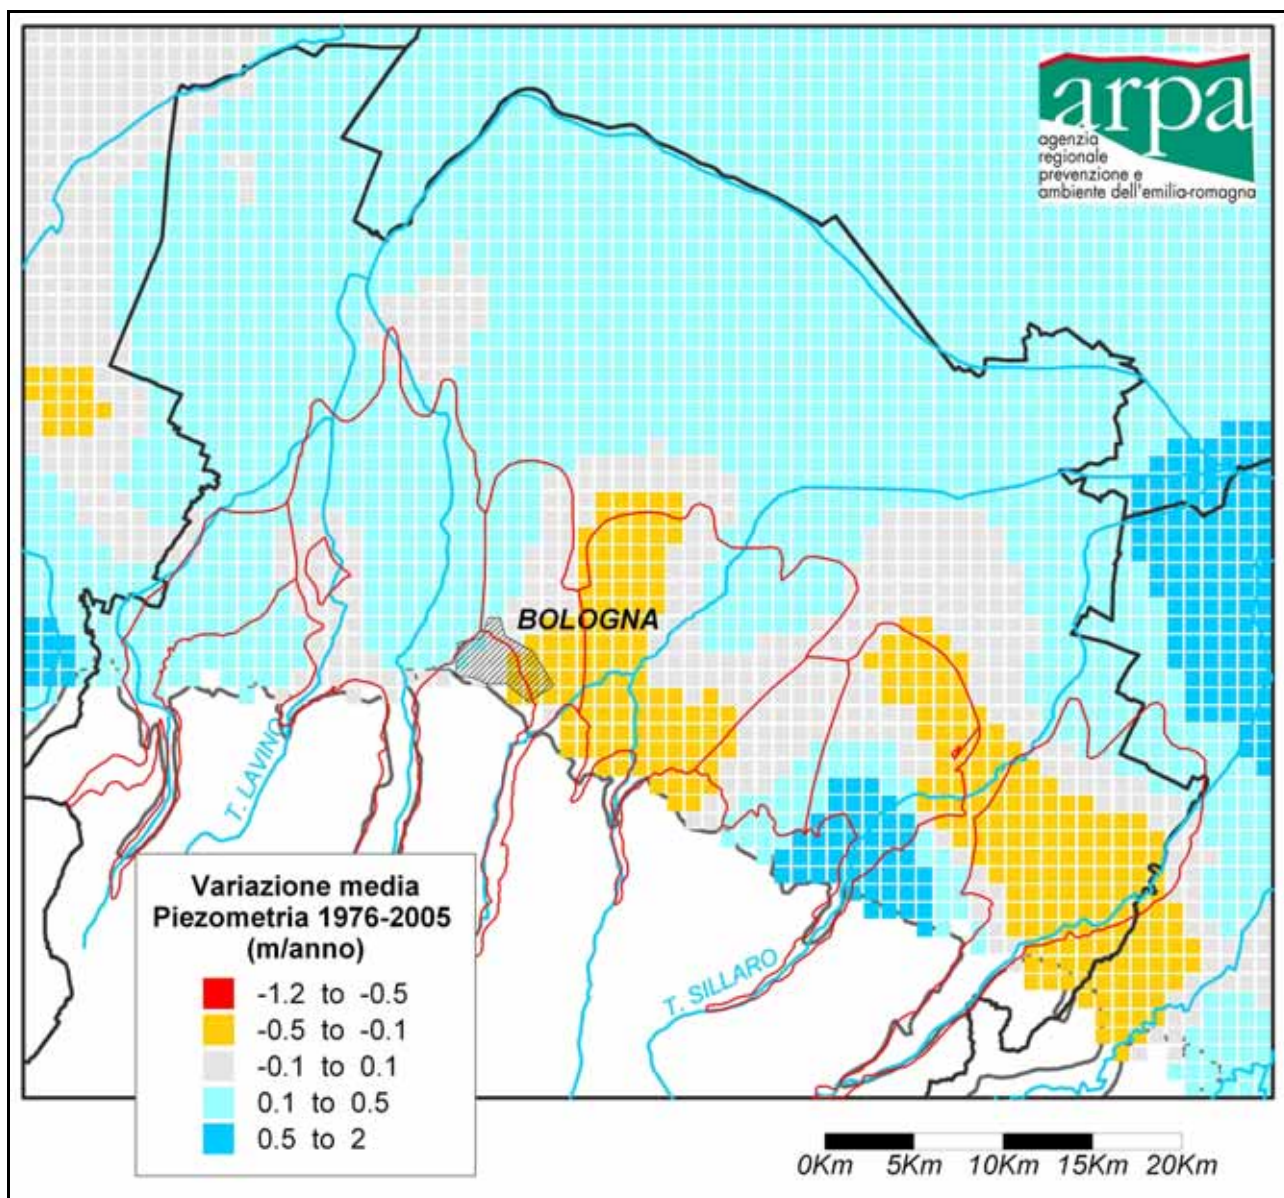 arpa
agenzia
regionale
prevenzione e
ambiente dell'emilia-romagna
BOLOGNA
T. LAVINO
T. SILLARO
Variazione media
Piezometria 1976-2005
(m/anno)
-1.2 to -0.5
-0.5 to -0.1
-0.1 to 0.1
0.1 to 0.5
0.5 to 2
0Km 5Km 10Km 15Km 20Km